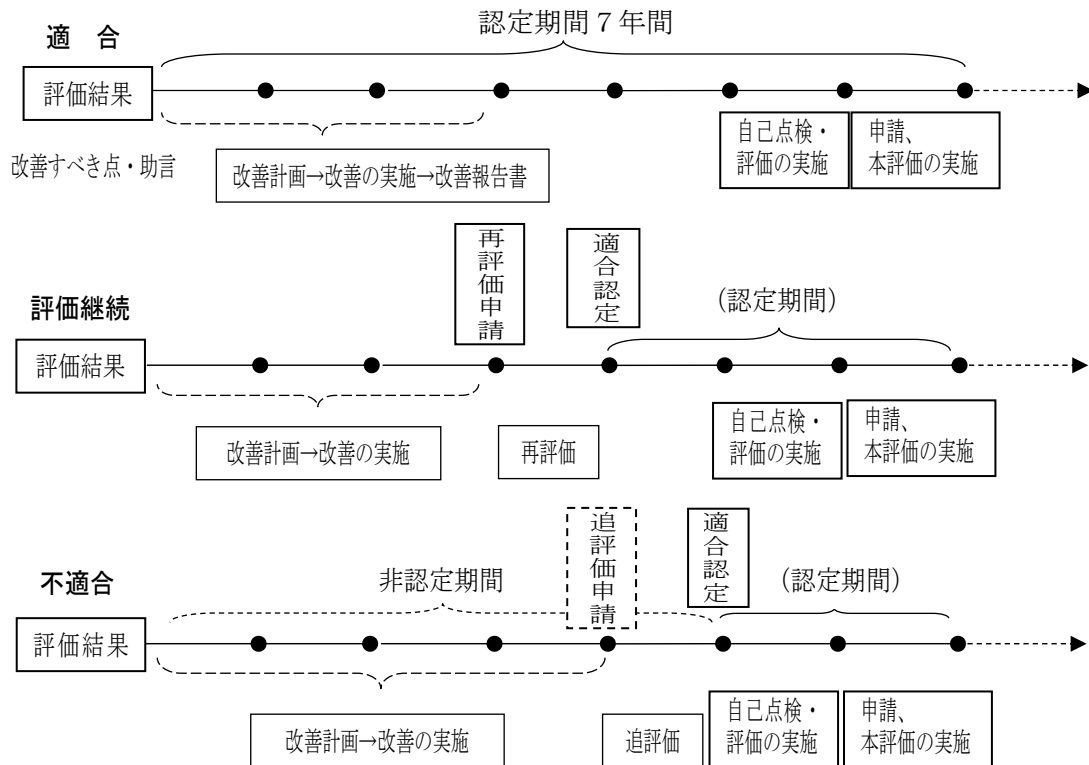 適　合
認定期間７年間
評価結果
改善すべき点・助言
改善計画→改善の実施→改善報告書
自己点検・
評価の実施
申請、
本評価の実施
評価継続
再評価申請
適合認定
(認定期間)
評価結果
改善計画→改善の実施
再評価
自己点検・
評価の実施
申請、
本評価の実施
不適合
非認定期間
追評価申請
適合認定
(認定期間)
評価結果
改善計画→改善の実施
追評価
自己点検・
評価の実施
申請、
本評価の実施